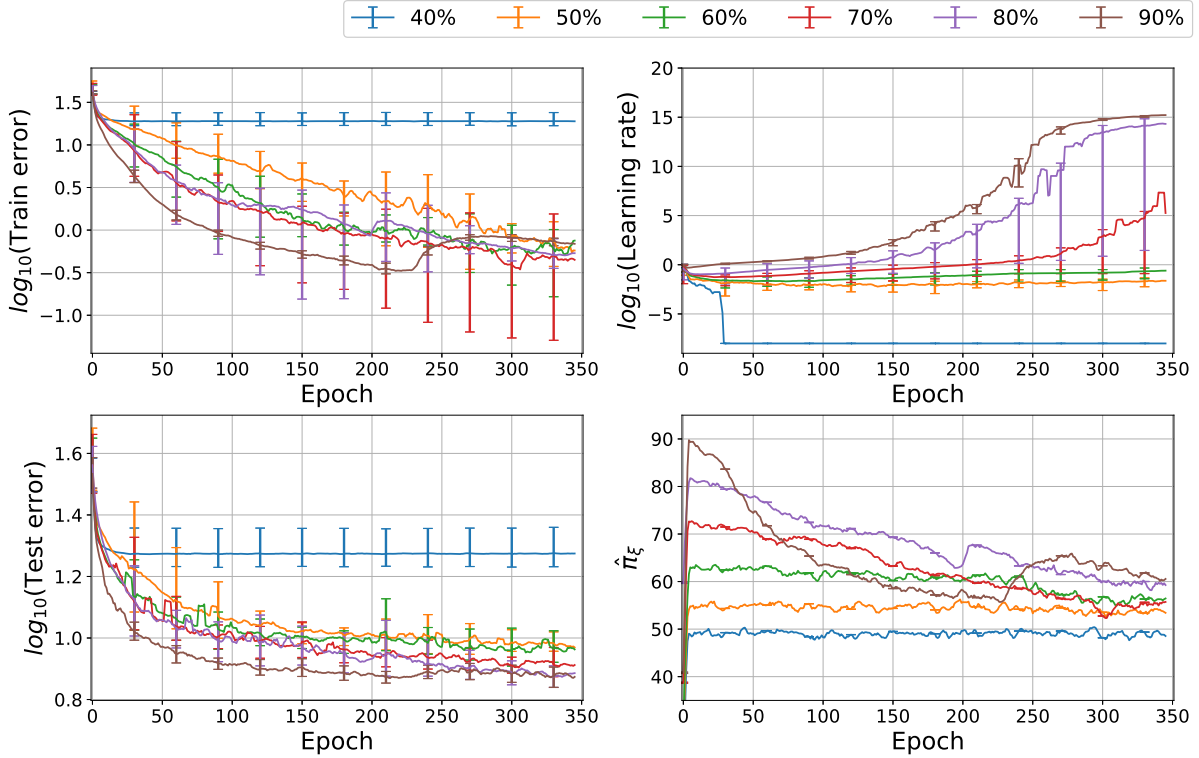 40% 50% 60% 70% 80% 90%
log10(Train error)
1.5
1.0
0.5
0.0
−0.5
−1.0
0 50 100 150 200 250 300 350
Epoch
log10(Learning rate)
20
15
10
5
0
−5
0 50 100 150 200 250 300 350
Epoch
log10(Test error)
1.6
1.4
1.2
1.0
0.8
0 50 100 150 200 250 300 350
Epoch
π̂ξ
90
80
70
60
50
40
0 50 100 150 200 250 300 350
Epoch